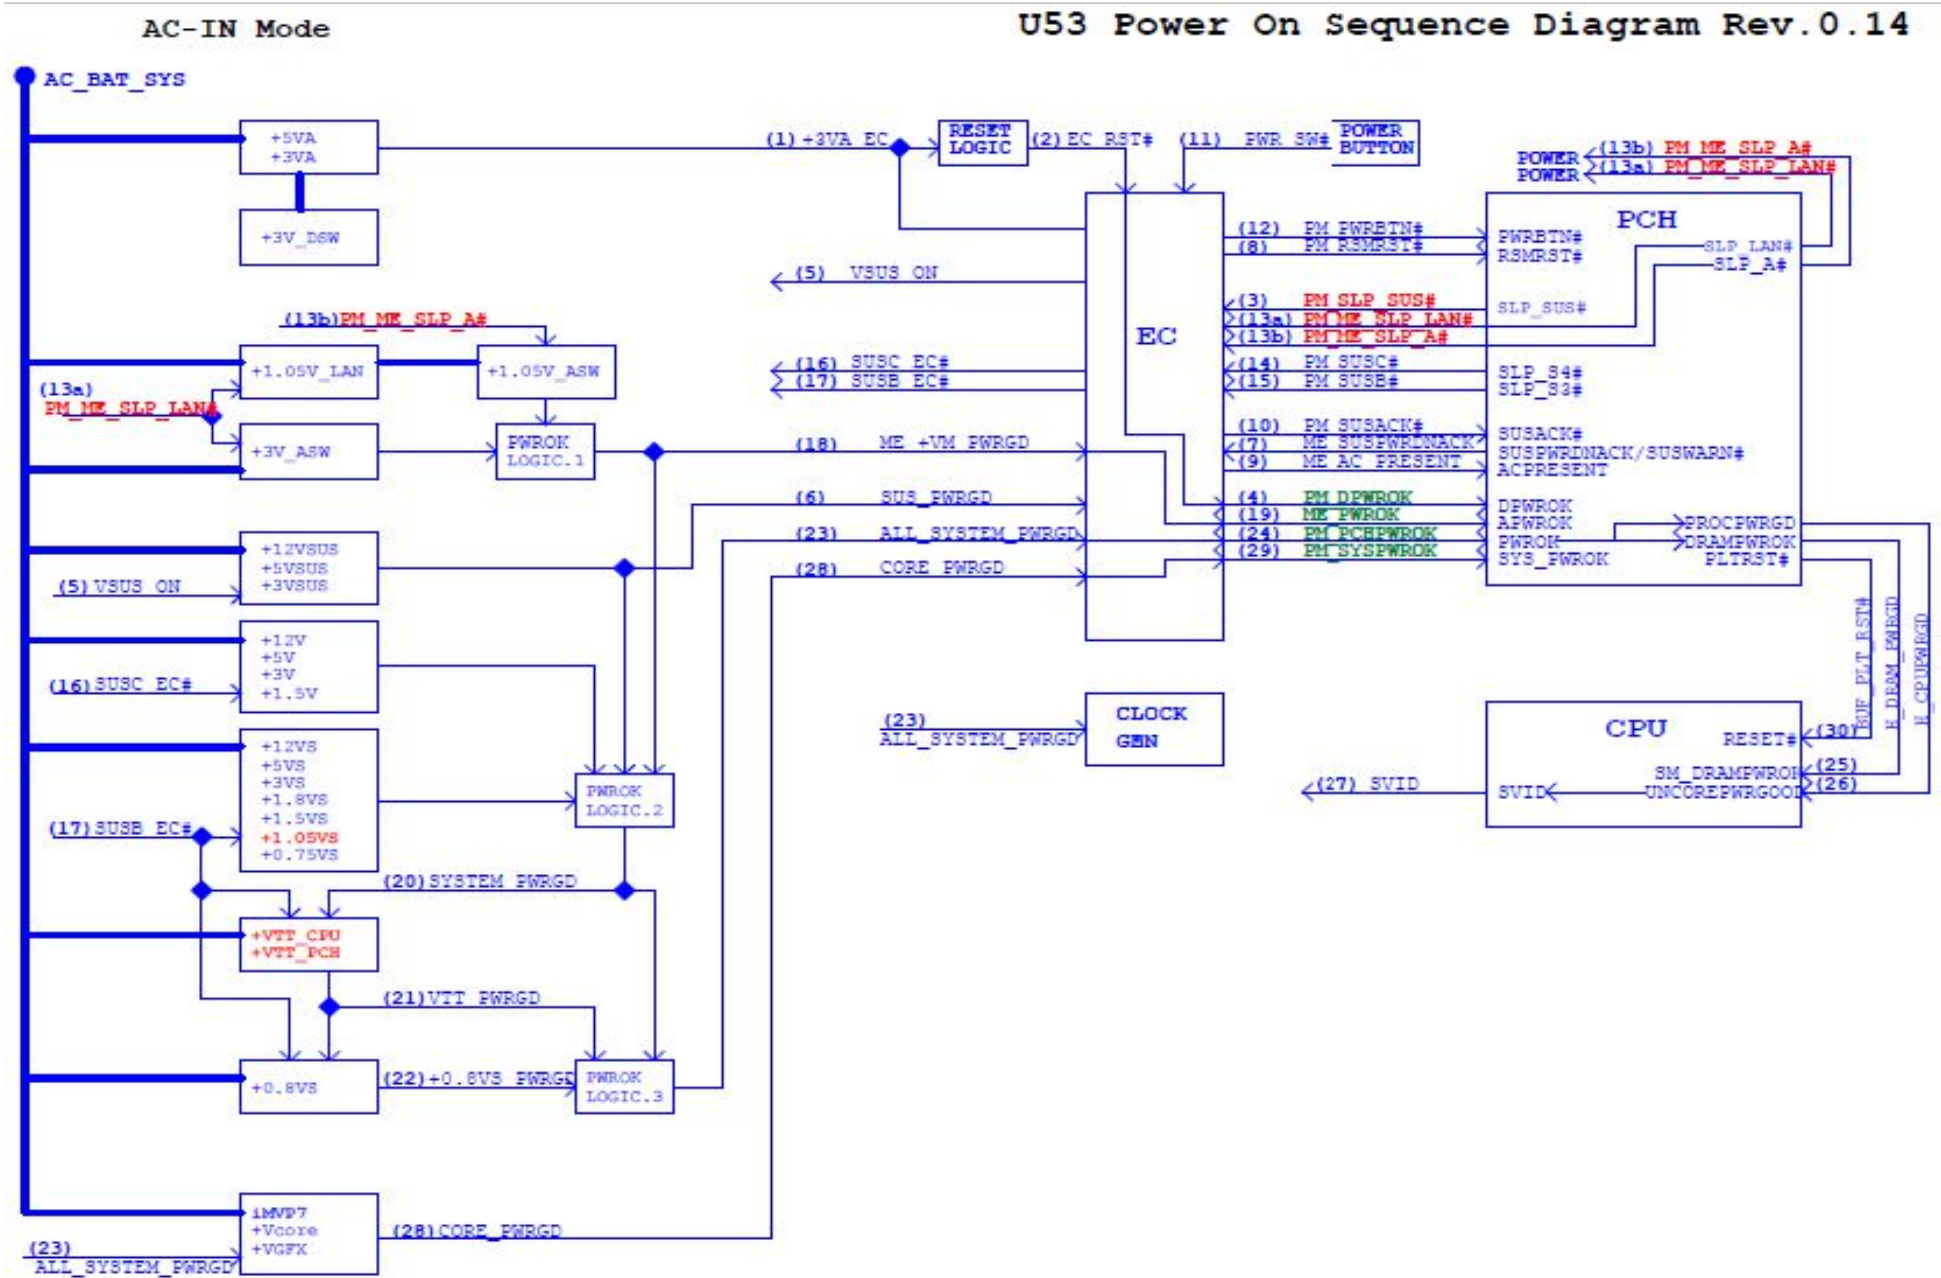 AC-IN Mode
U53 Power On Sequence Diagram Rev.0.14
AC_BAT_SYS
+5VA
+3VA
+3V_DSW
(1) +3VA_EC
RESET
LOGIC
(2) EC_RST#
(11) PWR_SW#
POWER
BUTTON
POWER (13b) PM_ME_SLP_A#
POWER (13a) PM_ME_SLP_LAN#
PCH
SLP_LAN#
SLP_A#
(12) PM_PWRBTN# PWRBTN#
(8) PM_RSMRST# RSMRST#
(5) VSUS_ON
(3) PM_SLP_SUS# SLP_SUS#
(13a) PM_ME_SLP_LAN#
(13b) PM_ME_SLP_A#
EC
(16) SUSC_EC#
(17) SUSB_EC#
(14) PM_SUSC# SLP_S4#
(15) PM_SUSB# SLP_S3#
(10) PM_SUSACK# SUSACK#
(7) ME_SUSPWRDNACK SUSPWRDNACK/SUSWARN#
(9) ME_AC_PRESENT ACPRESENT
(4) PM_DPWROK DPWROK
(19) ME_PWROK APWROK PROCPWRGD
(24) PM_PCHPWROK PWROK DRAMPWROK
(29) PM_SYSPWROK SYS_PWROK PLTRST#
(13b) PM_ME_SLP_A#
+1.05V_LAN
+1.05V_ASW
(13a)
PM_ME_SLP_LAN#
+3V_ASW
PWROK
LOGIC.1
(18) ME_+VM_PWRGD
(6) SUS_PWRGD
(23) ALL_SYSTEM_PWRGD
(28) CORE_PWRGD
+12VSUS
+5VSUS
+3VSUS
(5) VSUS_ON
+12V
+5V
+3V
+1.5V
(16) SUSC_EC#
+12VS
+5VS
+3VS
+1.8VS
+1.5VS
+1.05VS
+0.75VS
(17) SUSB_EC#
PWROK
LOGIC.2
(20) SYSTEM_PWRGD
+VTT_CPU
+VTT_PCH
(21) VTT_PWRGD
+0.8VS
(22) +0.8VS_PWRGD
PWROK
LOGIC.3
iMVP7
+Vcore
+VGFX
(23)
ALL_SYSTEM_PWRGD
(28) CORE_PWRGD
(23)
ALL_SYSTEM_PWRGD
CLOCK
GEN
BUF_PLT_RST#
H_DRAM_PWRGD
H_CPUPWRGD
CPU
RESET# (30)
SM_DRAMPWROK (25)
(27) SVID SVID UNCOREPWRGOOD (26)